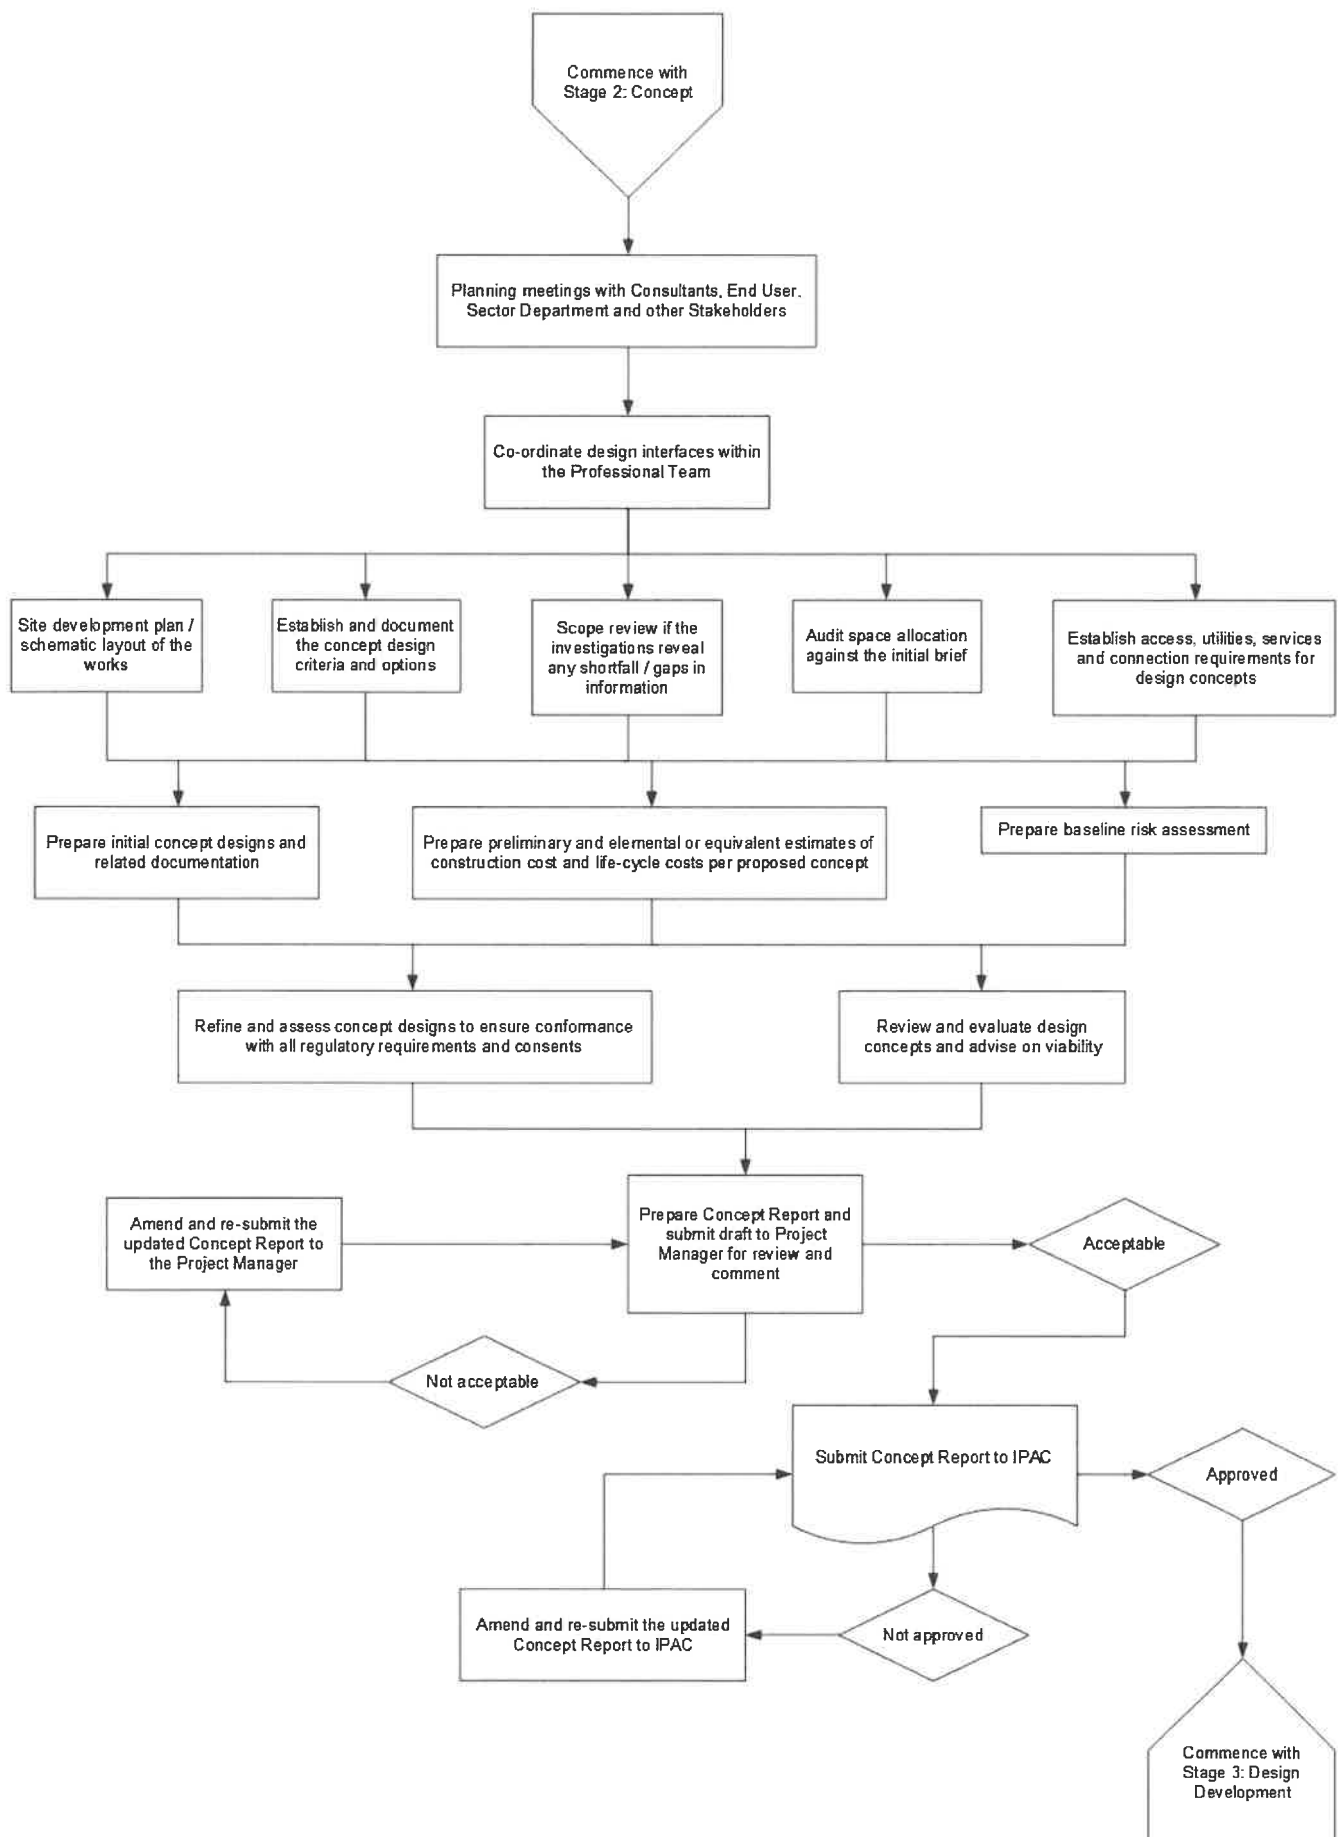 Commence with
Stage 2: Concept
Planning meetings with Consultants, End User,
Sector Department and other Stakeholders
Co-ordinate design interfaces within
the Professional Team
Site development plan /
schematic layout of the
works
Establish and document
the concept design
criteria and options
Scope review if the
investigations reveal
any shortfall / gaps in
information
Audit space allocation
against the initial brief
Establish access, utilities, services
and connection requirements for
design concepts
Prepare initial concept designs and
related documentation
Prepare preliminary and elemental or equivalent estimates of
construction cost and life-cycle costs per proposed concept
Prepare baseline risk assessment
Refine and assess concept designs to ensure conformance
with all regulatory requirements and consents
Review and evaluate design
concepts and advise on viability
Amend and re-submit the
updated Concept Report to
the Project Manager
Prepare Concept Report and
submit draft to Project
Manager for review and
comment
Acceptable
Not acceptable
Submit Concept Report to IPAC
Approved
Amend and re-submit the updated
Concept Report to IPAC
Not approved
Commence with
Stage 3: Design
Development